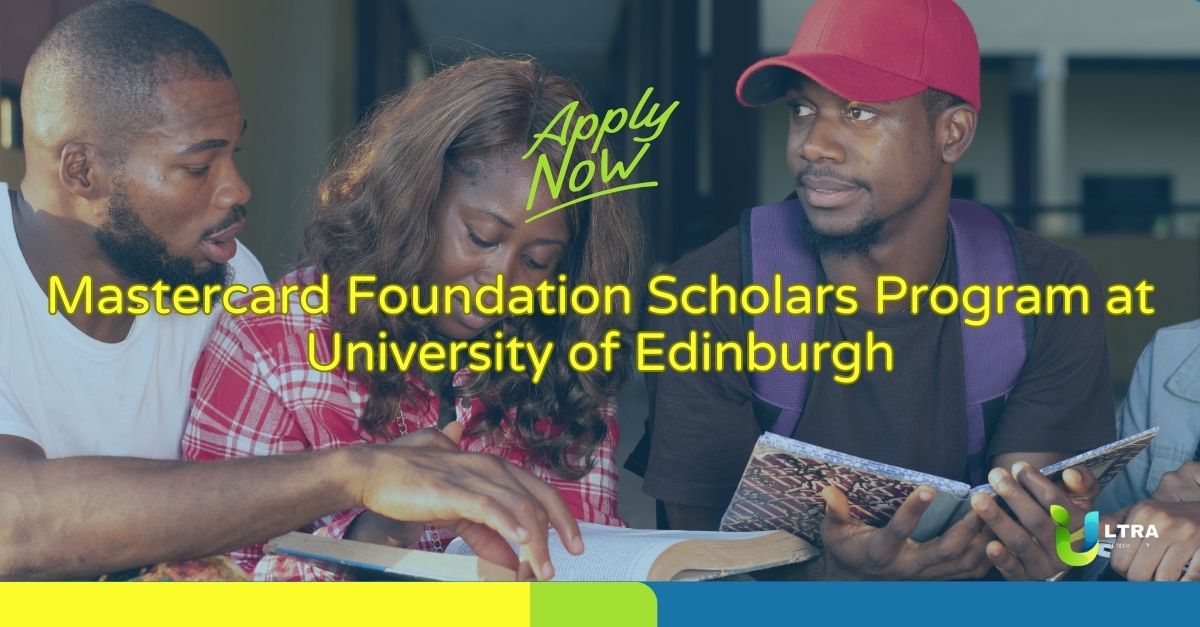 Apply
Now
Mastercard Foundation Scholars Program at
University of Edinburgh
LTRA